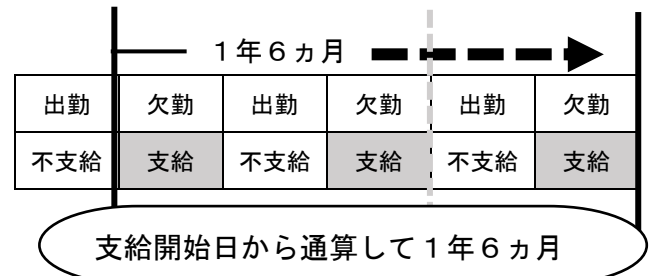 １年６ヵ月
出勤 欠勤 出勤 欠勤 出勤 欠勤
不支給 支給 不支給 支給 不支給 支給
支給開始日から通算して１年６ヵ月